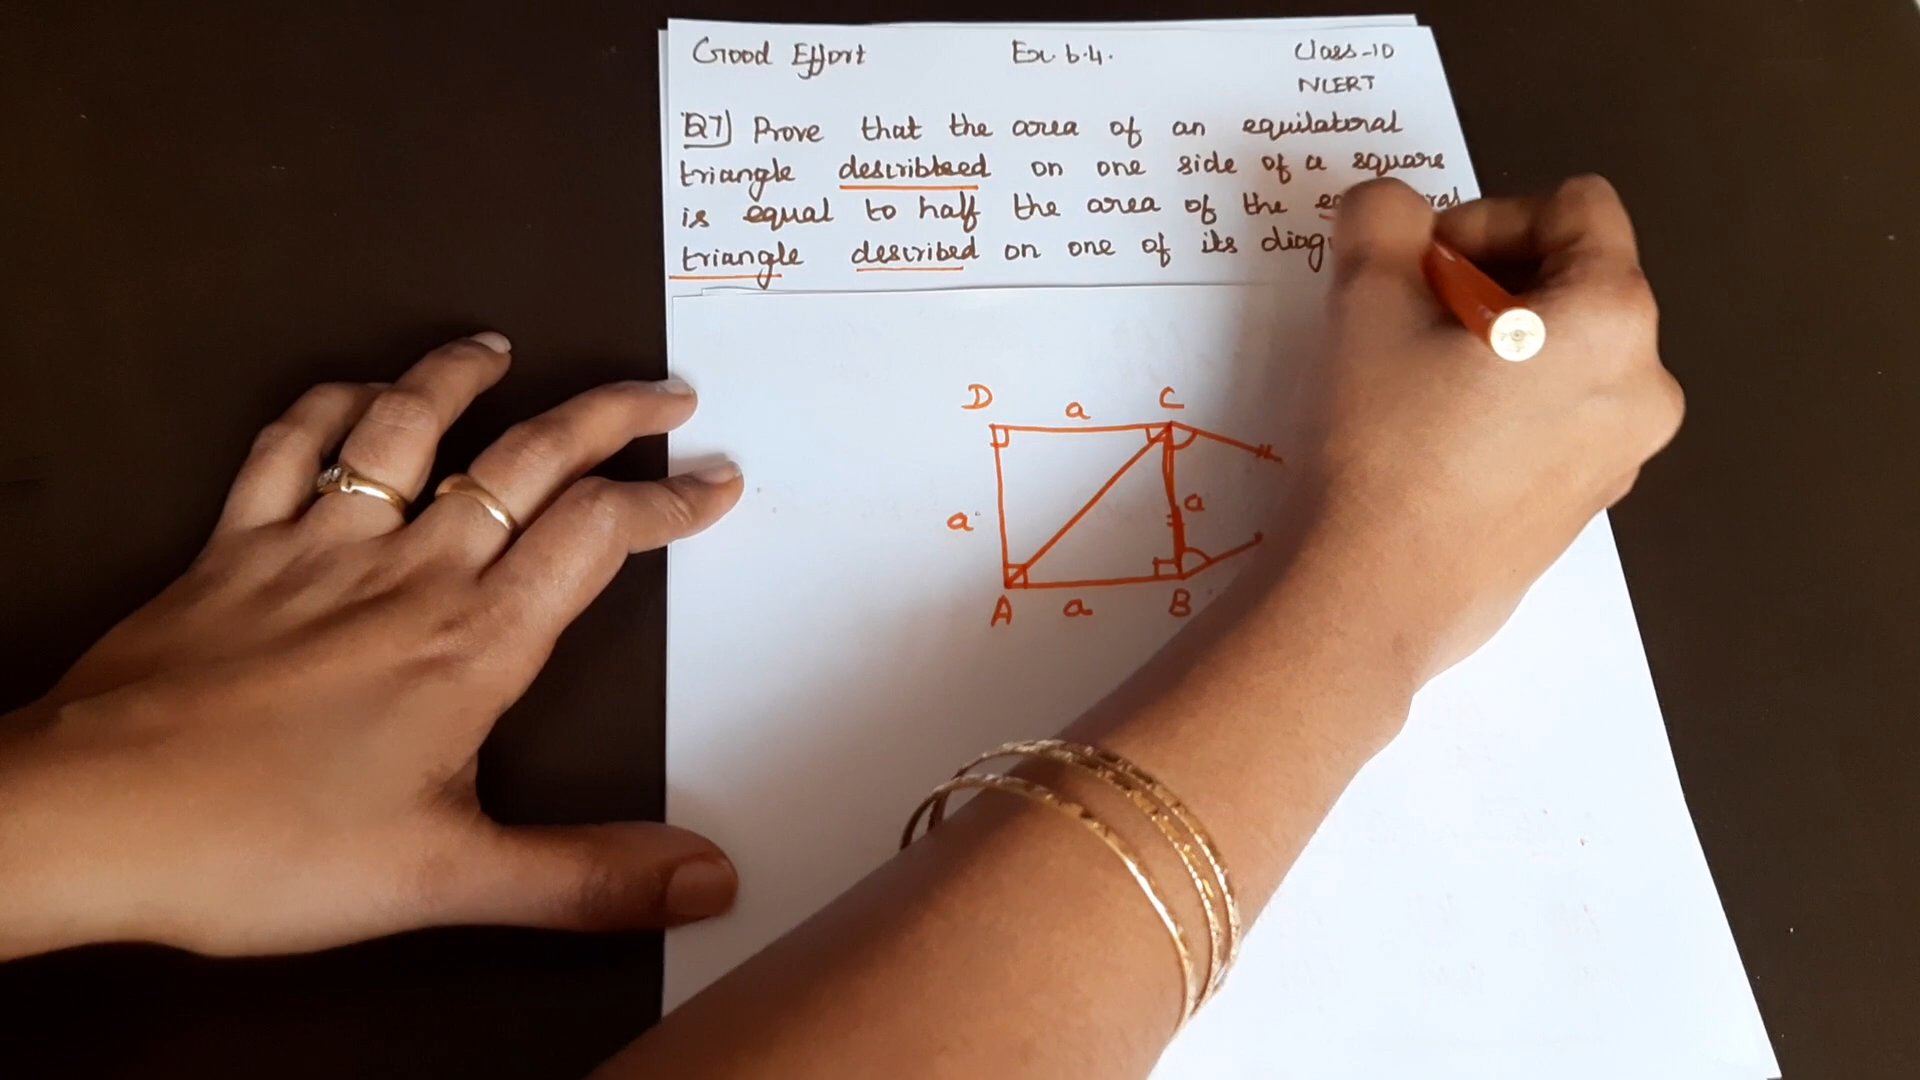 Good Effort Ex 6.4. Class-10
NCERT
Q7) Prove that the area of an equilateral
triangle described on one side of a square
is equal to half the area of the
triangle described on one of its
D a C
a a
A a B